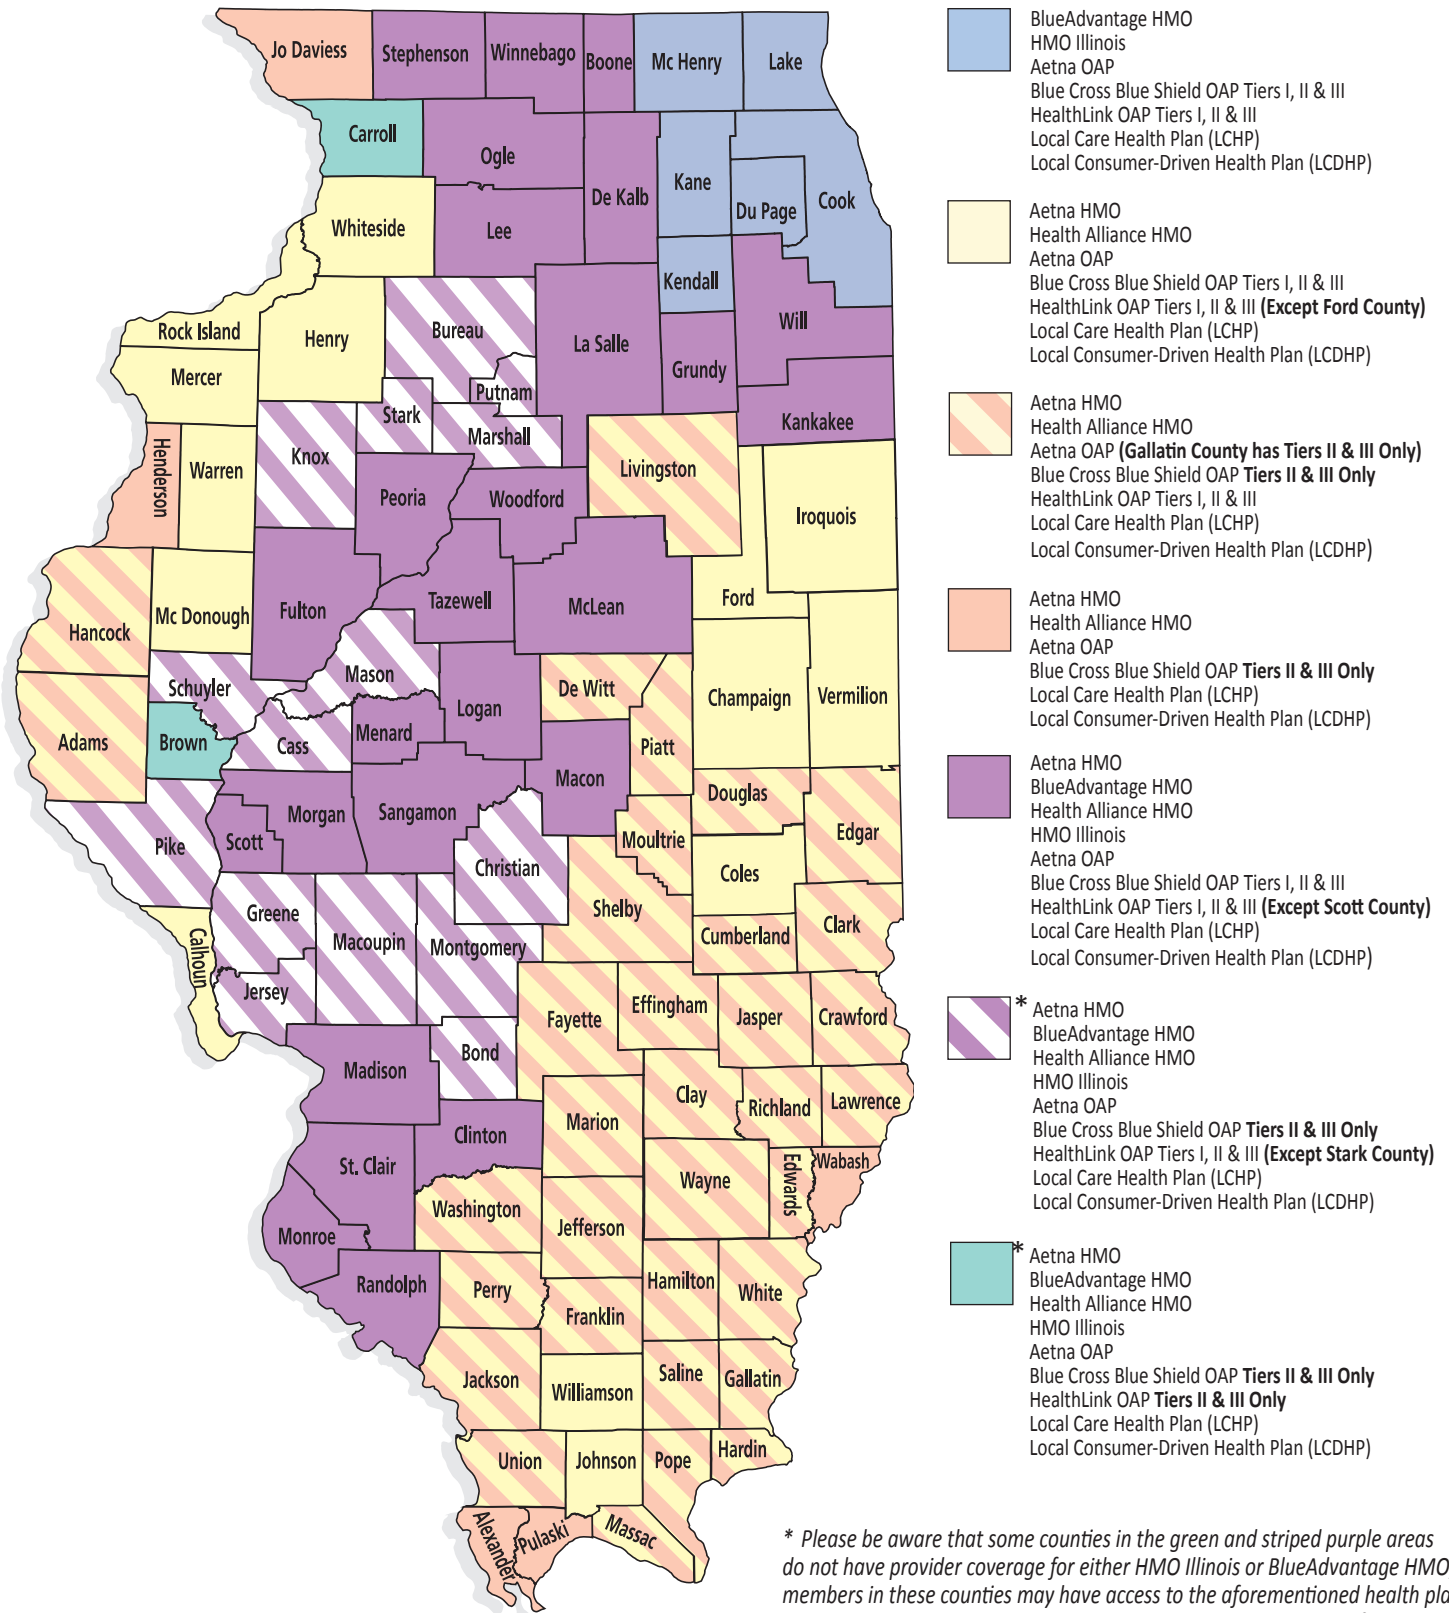 Jo Daviess
Stephenson
Winnebago
Boone
Mc Henry
Lake
Carroll
Ogle
De Kalb
Kane
Du Page
Cook
Whiteside
Lee
Kendall
Rock Island
Henry
Bureau
La Salle
Will
Mercer
Putnam
Grundy
Stark
Kankakee
Henderson
Warren
Knox
Marshall
Livingston
Peoria
Woodford
Iroquois
Hancock
Mc Donough
Fulton
Tazewell
McLean
Ford
Schuyler
Mason
De Witt
Champaign
Vermilion
Adams
Brown
Cass
Menard
Logan
Piatt
Macon
Douglas
Pike
Scott
Morgan
Sangamon
Christian
Moultrie
Edgar
Coles
Calhoun
Greene
Macoupin
Montgomery
Shelby
Cumberland
Clark
Jersey
Fayette
Effingham
Jasper
Crawford
Madison
Bond
Clay
Richland
Lawrence
Marion
Clinton
St. Clair
Wayne
Edwards
Wabash
Washington
Jefferson
Monroe
Randolph
Perry
Hamilton
White
Franklin
Jackson
Williamson
Saline
Gallatin
Union
Johnson
Pope
Hardin
Alexander
Pulaski
Massac
BlueAdvantage HMO
HMO Illinois
Aetna OAP
Blue Cross Blue Shield OAP Tiers I, II & III
HealthLink OAP Tiers I, II & III
Local Care Health Plan (LCHP)
Local Consumer-Driven Health Plan (LCDHP)
Aetna HMO
Health Alliance HMO
Aetna OAP
Blue Cross Blue Shield OAP Tiers I, II & III
HealthLink OAP Tiers I, II & III (Except Ford County)
Local Care Health Plan (LCHP)
Local Consumer-Driven Health Plan (LCDHP)
Aetna HMO
Health Alliance HMO
Aetna OAP (Gallatin County has Tiers II & III Only)
Blue Cross Blue Shield OAP Tiers II & III Only
HealthLink OAP Tiers I, II & III
Local Care Health Plan (LCHP)
Local Consumer-Driven Health Plan (LCDHP)
Aetna HMO
Health Alliance HMO
Aetna OAP
Blue Cross Blue Shield OAP Tiers II & III Only
Local Care Health Plan (LCHP)
Local Consumer-Driven Health Plan (LCDHP)
Aetna HMO
BlueAdvantage HMO
Health Alliance HMO
HMO Illinois
Aetna OAP
Blue Cross Blue Shield OAP Tiers I, II & III
HealthLink OAP Tiers I, II & III (Except Scott County)
Local Care Health Plan (LCHP)
Local Consumer-Driven Health Plan (LCDHP)
* Aetna HMO
BlueAdvantage HMO
Health Alliance HMO
HMO Illinois
Aetna OAP
Blue Cross Blue Shield OAP Tiers II & III Only
HealthLink OAP Tiers I, II & III (Except Stark County)
Local Care Health Plan (LCHP)
Local Consumer-Driven Health Plan (LCDHP)
* Aetna HMO
BlueAdvantage HMO
Health Alliance HMO
HMO Illinois
Aetna OAP
Blue Cross Blue Shield OAP Tiers II & III Only
HealthLink OAP Tiers II & III Only
Local Care Health Plan (LCHP)
Local Consumer-Driven Health Plan (LCDHP)
* Please be aware that some counties in the green and striped purple areas
do not have provider coverage for either HMO Illinois or BlueAdvantage HMO
members in these counties may have access to the aforementioned health pla